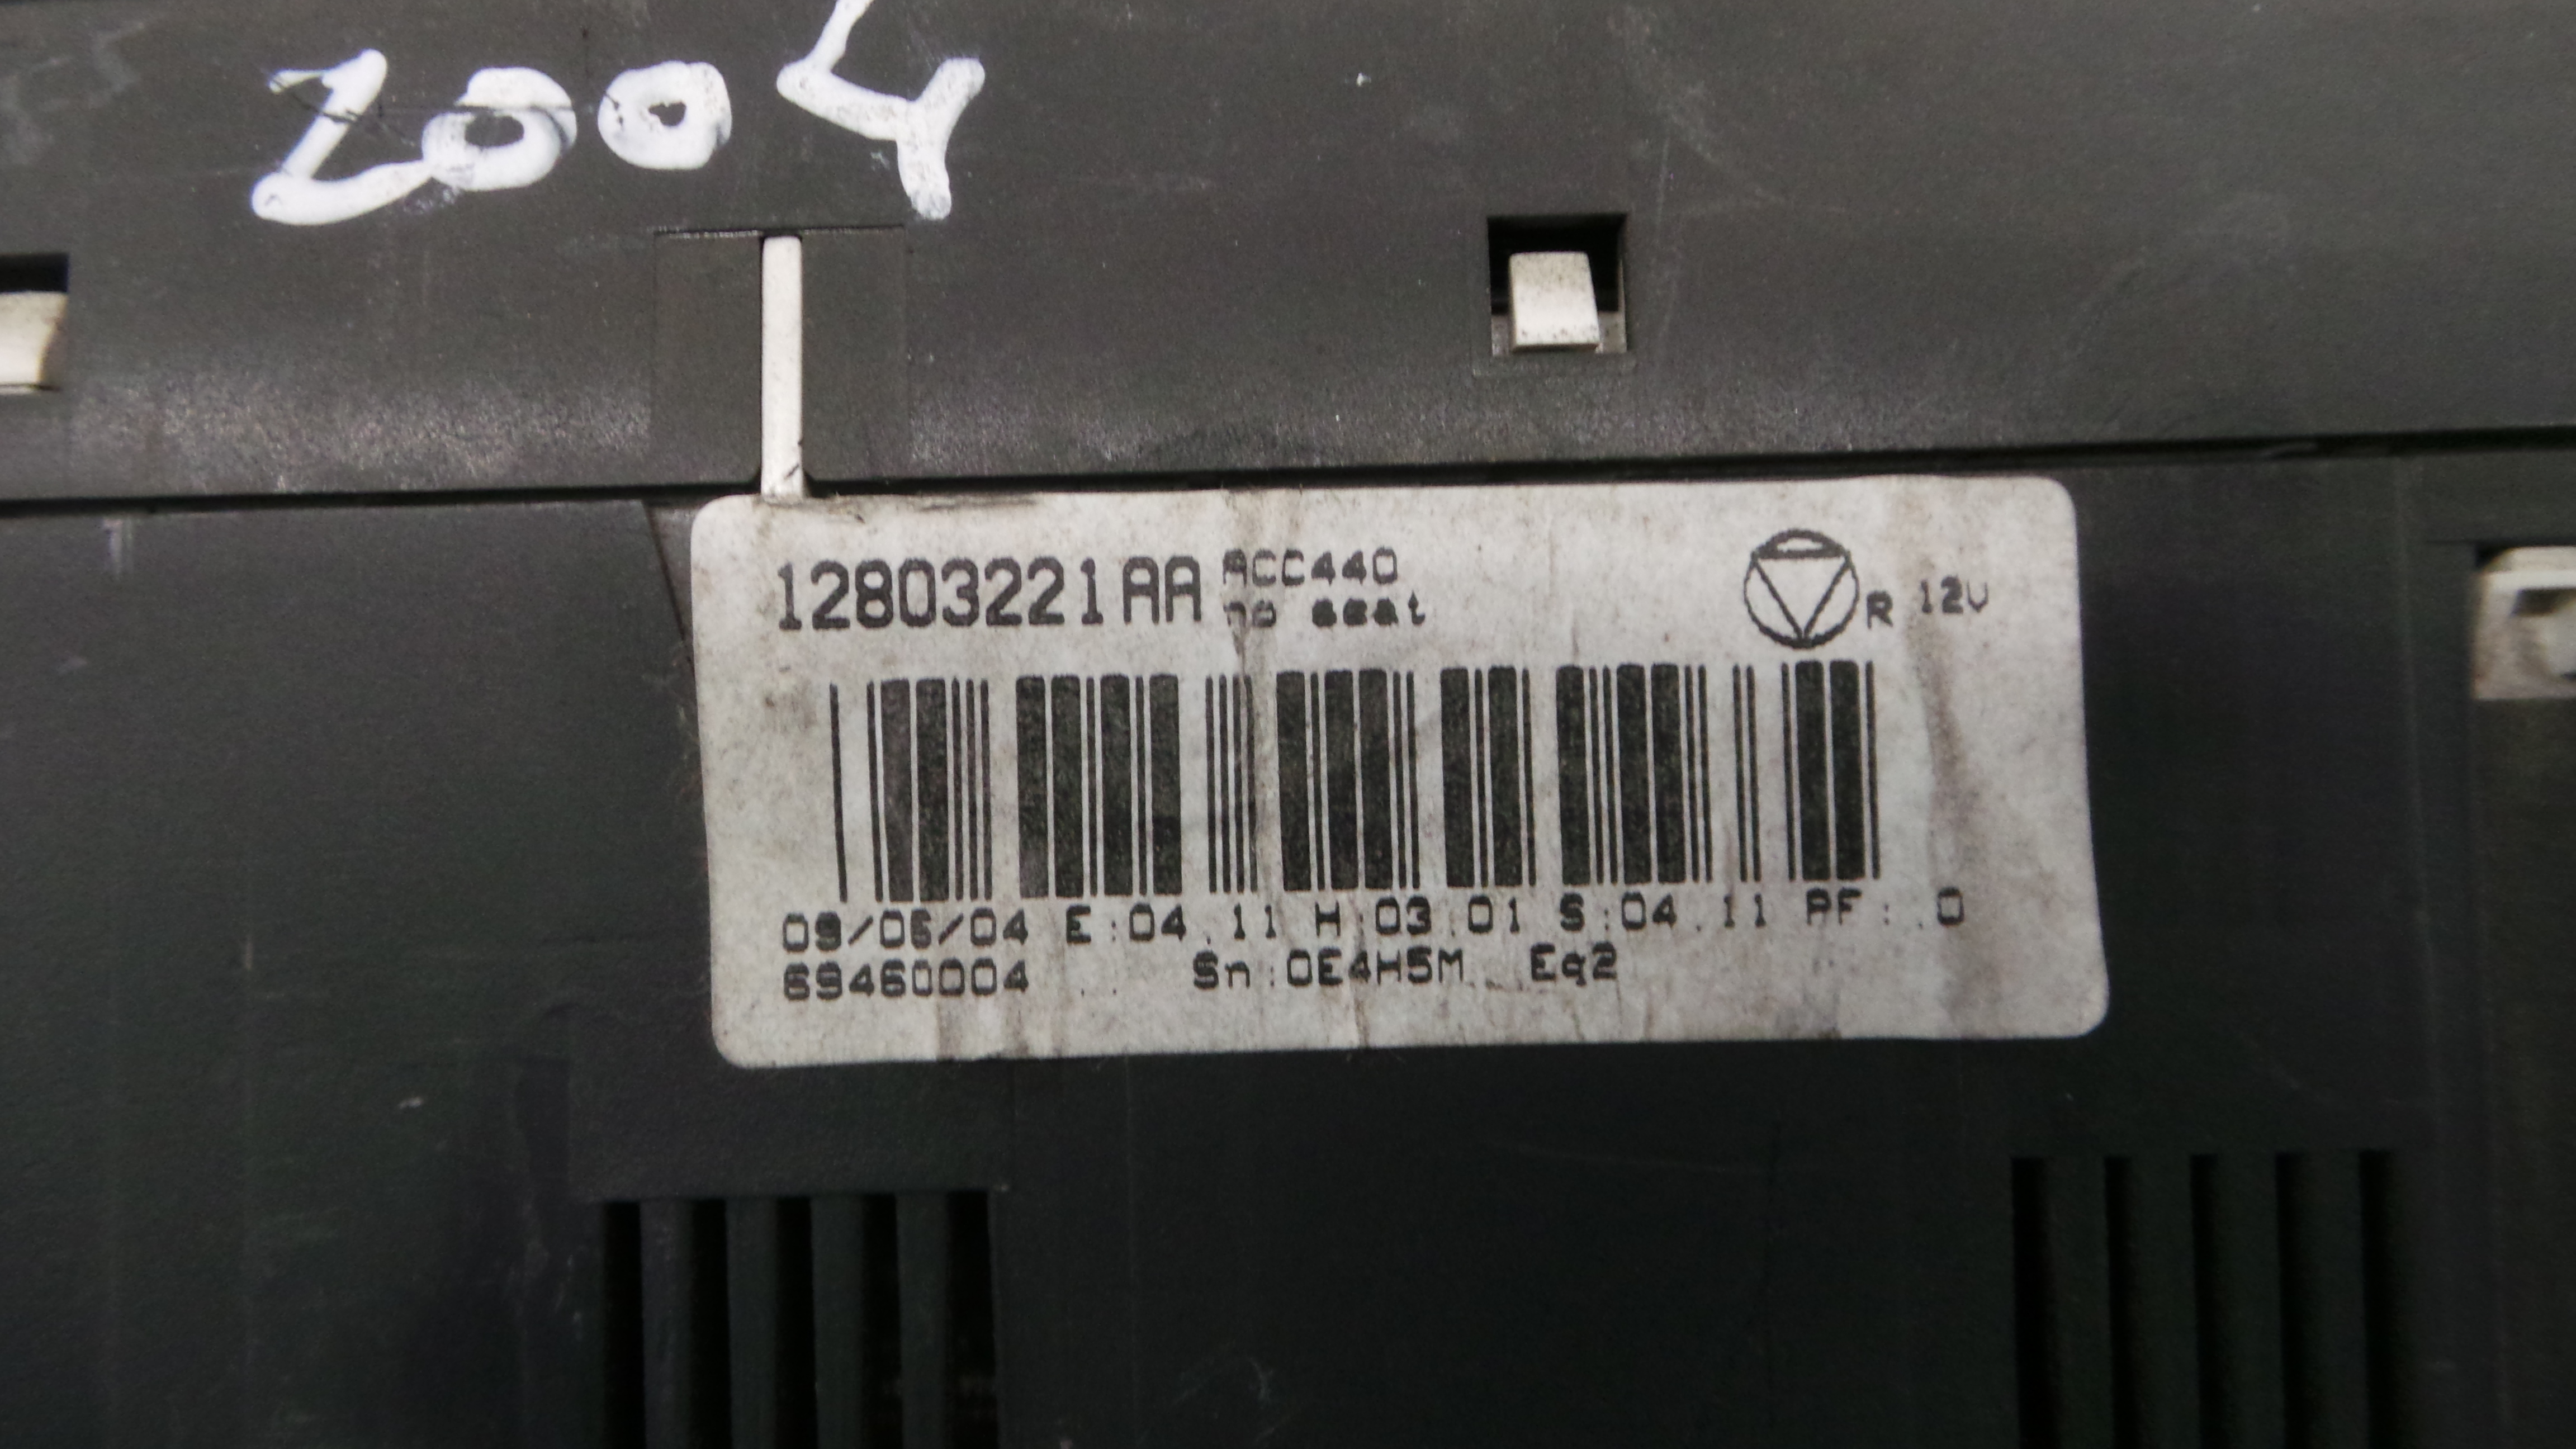 2004
12803221AA ACC440
no seat
R 12V
09/06/04 E:04.11 H:03.01 S:04.11 AF: .0
69460004 Sn:0E4H5M Eq2